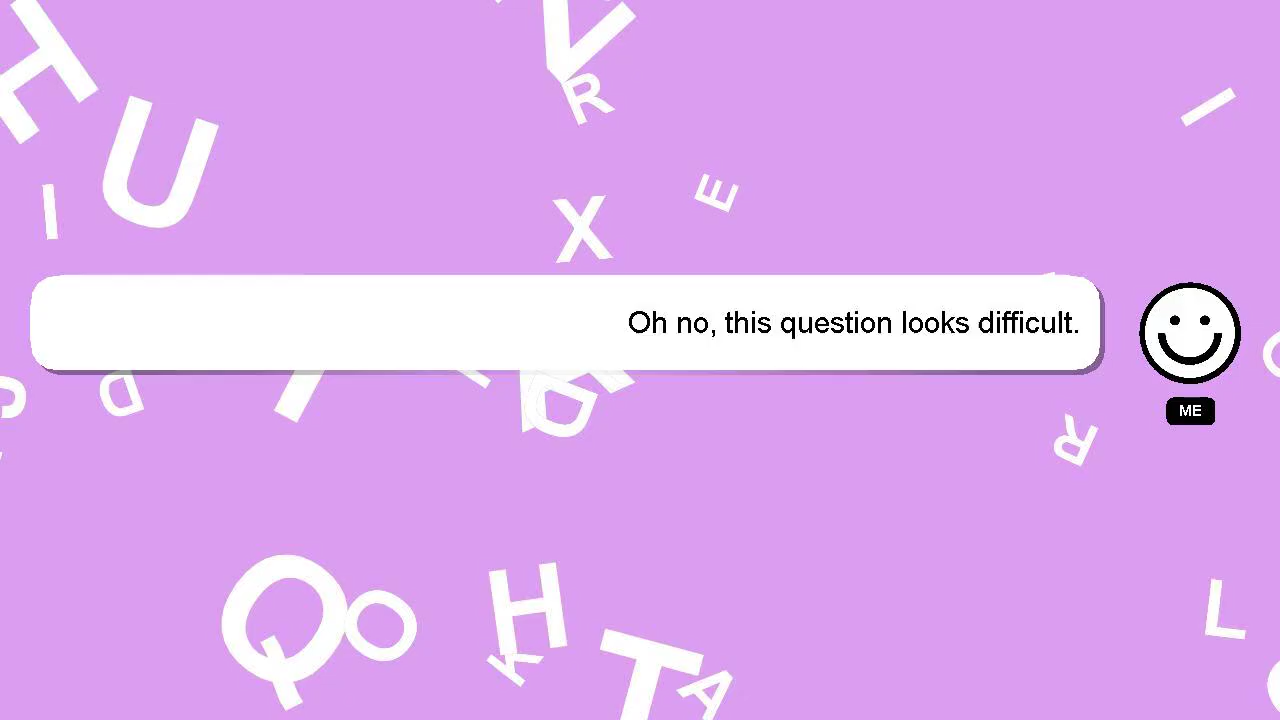 H
V
U
R
I
I
E
X
Oh no, this question looks difficult.
D
D
ME
R
Q
O
H
K
T
A
L